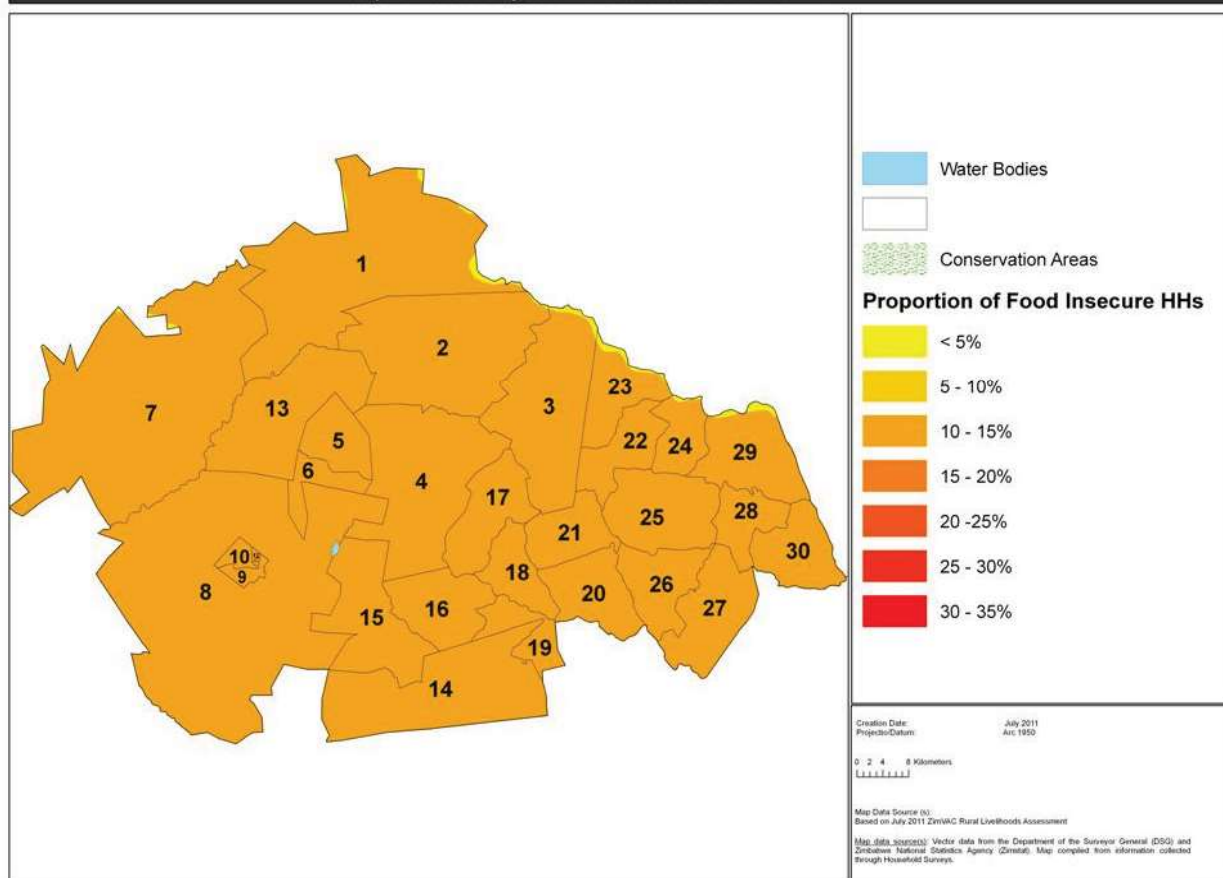 1
2
7
13
3
23
5
22
24
29
6
4
17
25
28
21
10
30
9
18
8
20
26
16
15
27
19
14
Water Bodies
Conservation Areas
Proportion of Food Insecure HHs
< 5%
5 - 10%
10 - 15%
15 - 20%
20 -25%
25 - 30%
30 - 35%
Creation Date: July 2011
Projectio/Datum: Arc 1950
0 2 4 8 Kilometers
Map Data Source (s):
Based on July 2011 ZimVAC Rural Livelihoods Assessment
Map data source(s): Vector data from the Department of the Surveyor General (DSG) and
Zimbabwe National Statistics Agency (Zimstat). Map compiled from information collected
through Household Surveys.